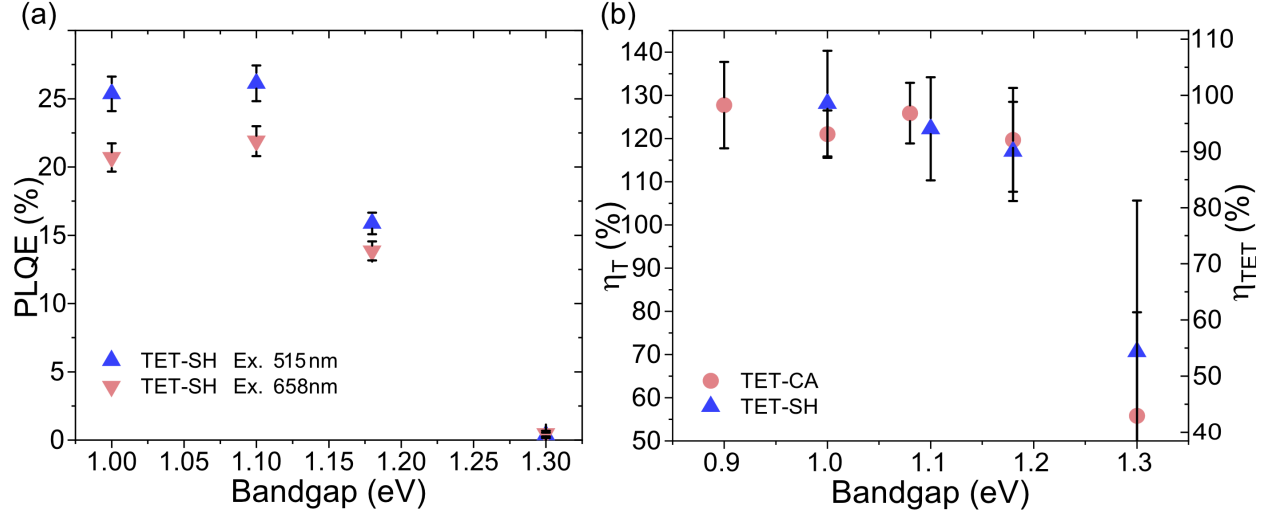 (a)
PLQE (%)
25
20
15
10
5
0
TET-SH Ex. 515nm
TET-SH Ex. 658nm
1.00 1.05 1.10 1.15 1.20 1.25 1.30
Bandgap (eV)
(b)
ηT (%)
140
130
120
110
100
90
80
70
60
50
TET-CA
TET-SH
0.9 1.0 1.1 1.2 1.3
Bandgap (eV)
110
100
90
80
70
60
50
40
ηTET (%)